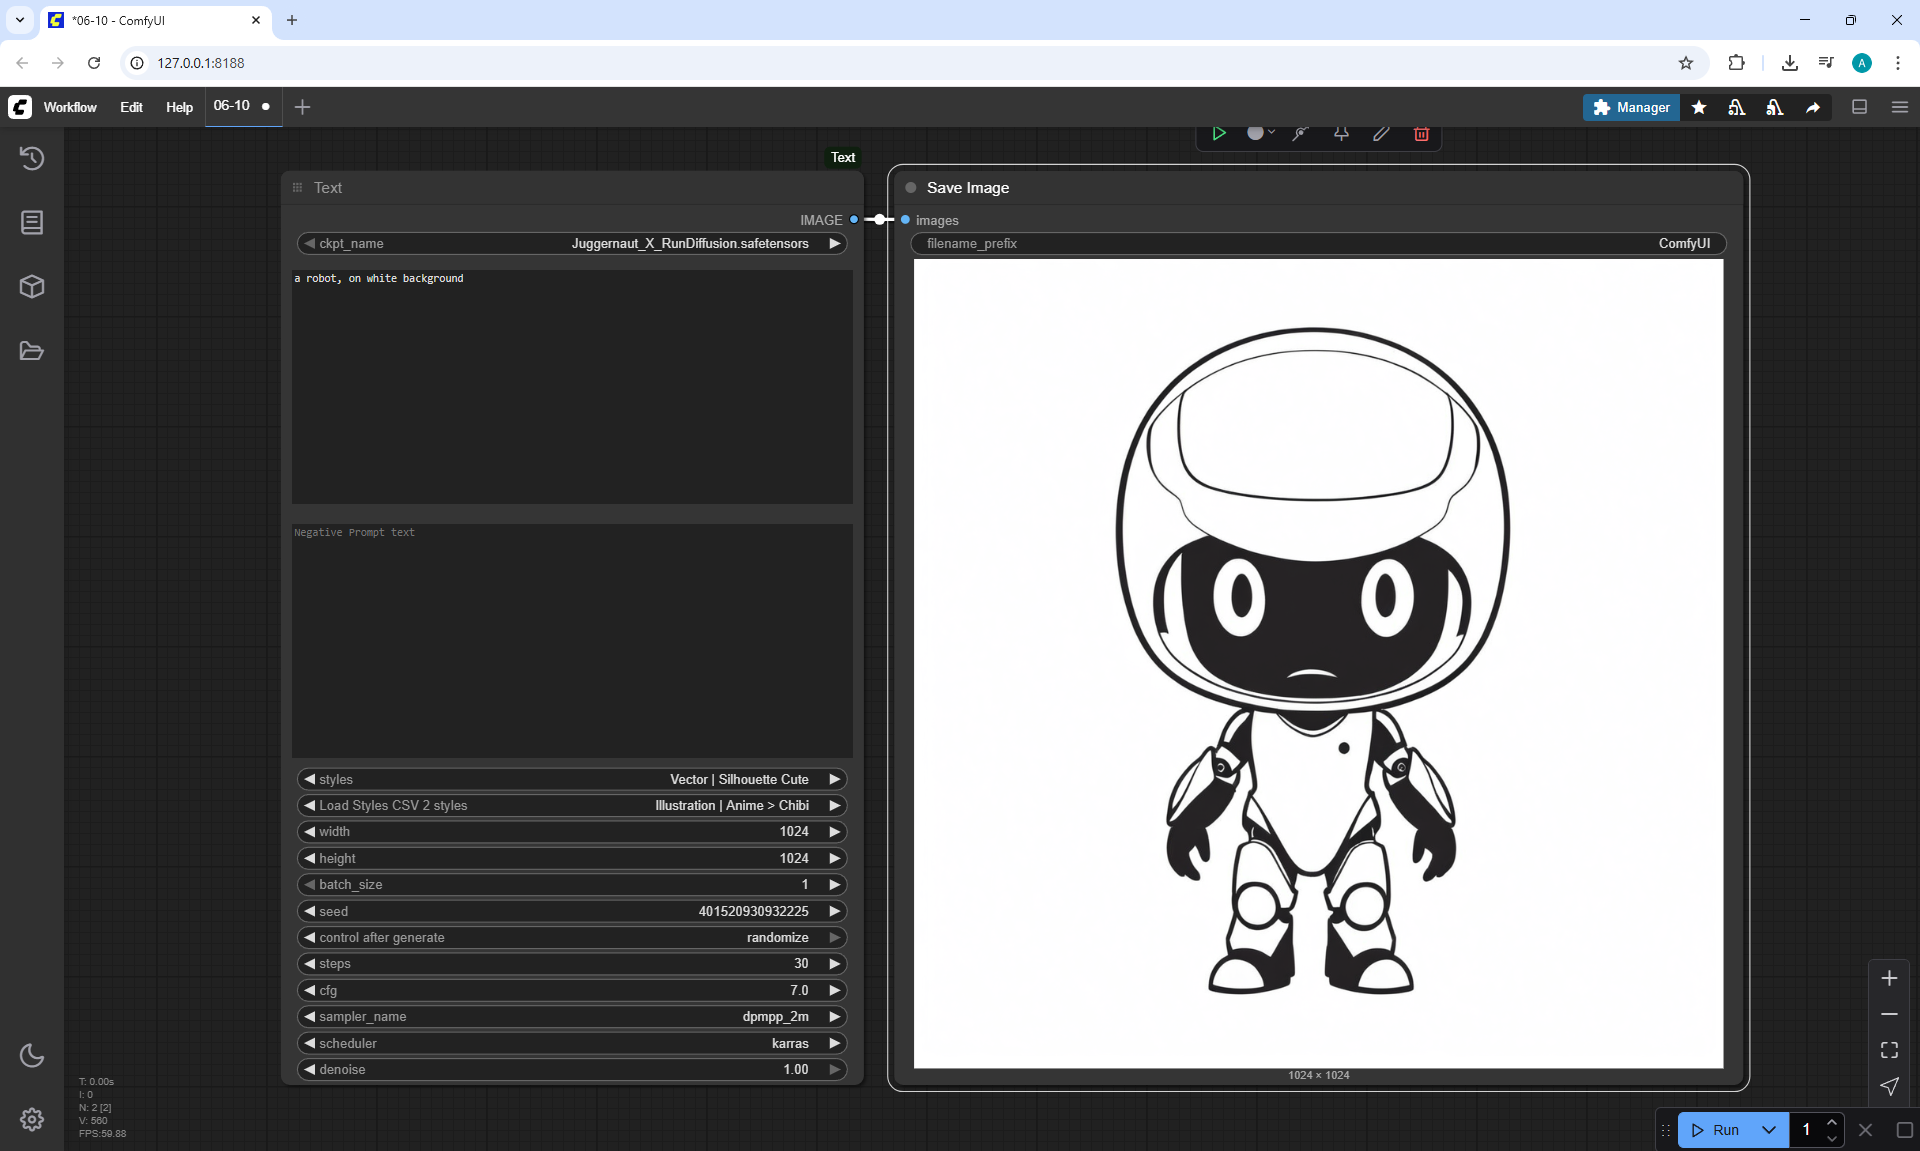 *06-10 - ComfyUI
127.0.0.1:8188
A
Workflow Edit Help 06-10
Manager
Text
Text
IMAGE
ckpt_name Juggernaut_X_RunDiffusion.safetensors
a robot, on white background
Negative Prompt text
styles Vector | Silhouette Cute
Load Styles CSV 2 styles Illustration | Anime > Chibi
width 1024
height 1024
batch_size 1
seed 401520930932225
control after generate randomize
steps 30
cfg 7.0
sampler_name dpmpp_2m
scheduler karras
denoise 1.00
Save Image
images
filename_prefix ComfyUI
1024 × 1024
T: 0.00s
I: 0
N: 2 [2]
V: 560
FPS:59.88
Run 1